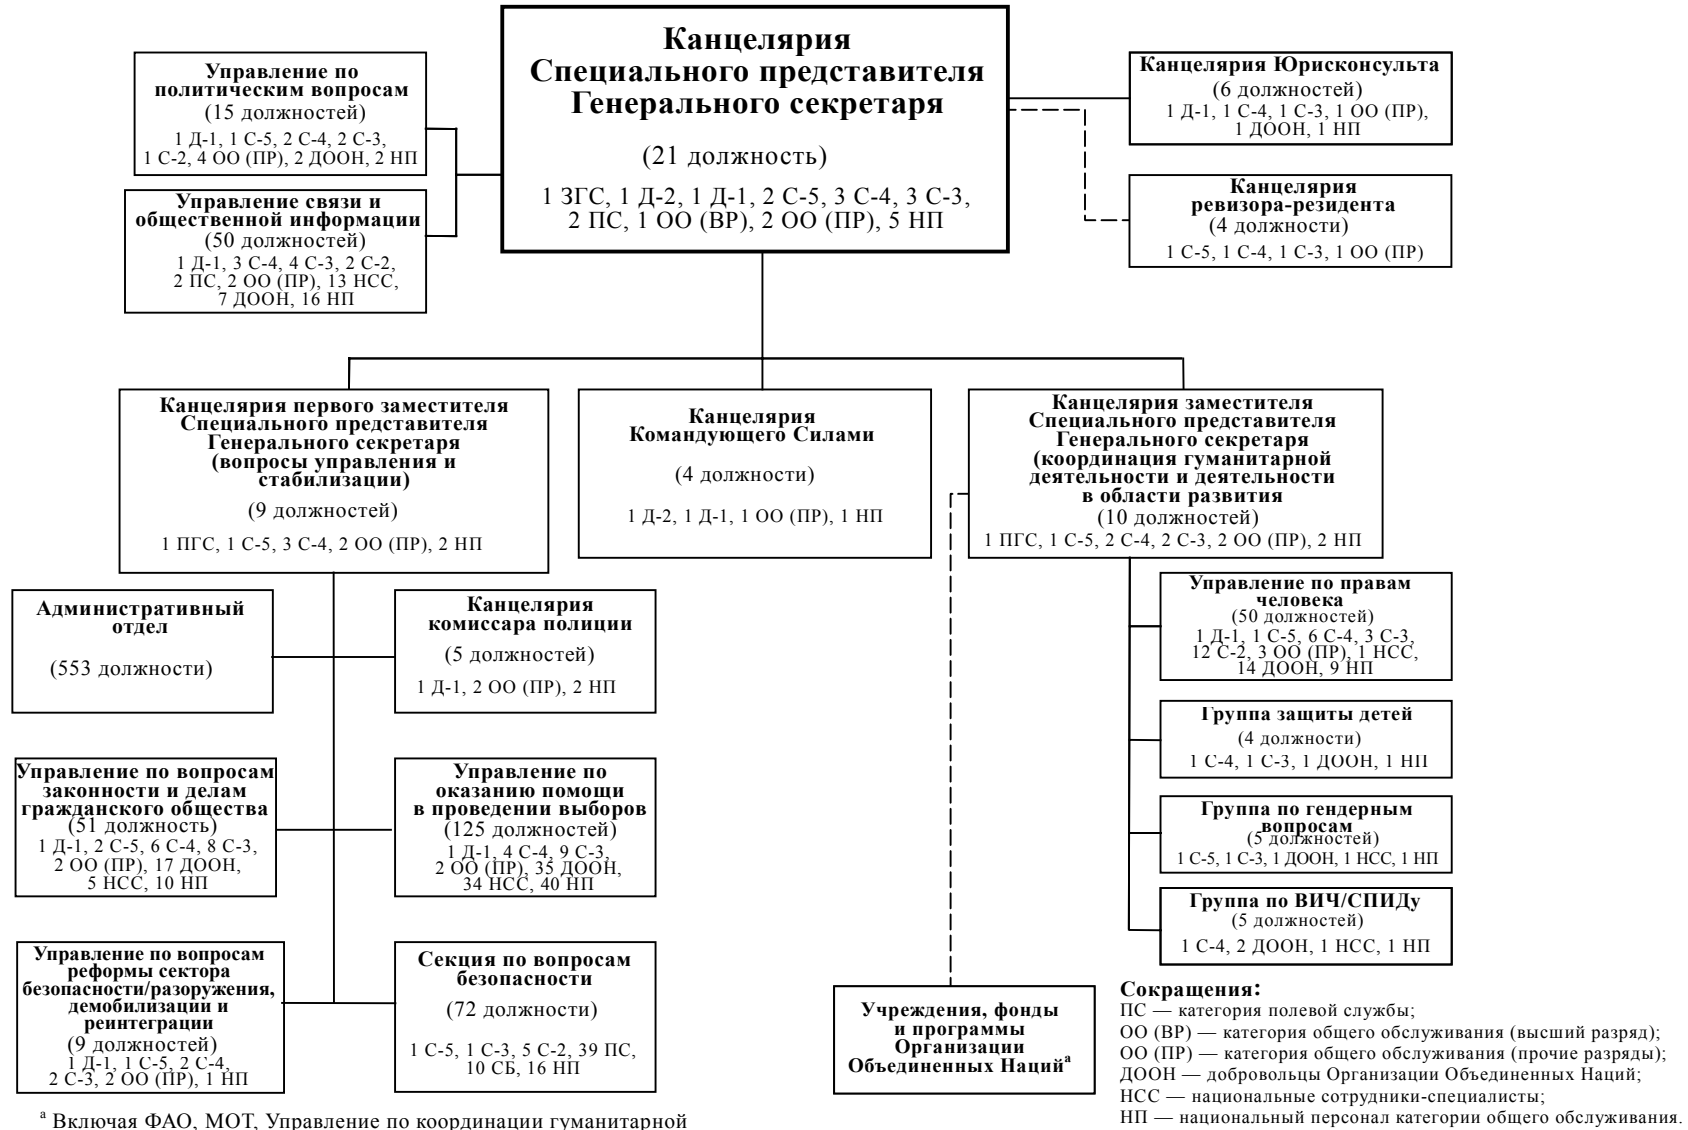 Канцелярия
Специального представителя
Генерального секретаря
(21 должность)
1 ЗГС, 1 Д-2, 1 Д-1, 2 С-5, 3 С-4, 3 С-3,
2 ПС, 1 ОО (ВР), 2 ОО (ПР), 5 НП
Управление по
политическим вопросам
(15 должностей)
1 Д-1, 1 С-5, 2 С-4, 2 С-3,
1 С-2, 4 ОО (ПР), 2 ДООН, 2 НП
Управление связи и
общественной информации
(50 должностей)
1 Д-1, 3 С-4, 4 С-3, 2 С-2,
2 ПС, 2 ОО (ПР), 13 НСС,
7 ДООН, 16 НП
Канцелярия Юрисконсульта
(6 должностей)
1 Д-1, 1 С-4, 1 С-3, 1 ОО (ПР),
1 ДООН, 1 НП
Канцелярия
ревизора-резидента
(4 должности)
1 С-5, 1 С-4, 1 С-3, 1 ОО (ПР)
Канцелярия первого заместителя
Специального представителя
Генерального секретаря
(вопросы управления и
стабилизации)
(9 должностей)
1 ПГС, 1 С-5, 3 С-4, 2 ОО (ПР), 2 НП
Канцелярия
Командующего Силами
(4 должности)
1 Д-2, 1 Д-1, 1 ОО (ПР), 1 НП
Канцелярия заместителя
Специального представителя
Генерального секретаря
(координация гуманитарной
деятельности и деятельности
в области развития
(10 должностей)
1 ПГС, 1 С-5, 2 С-4, 2 С-3, 2 ОО (ПР), 2 НП
Административный
отдел
(553 должности)
Канцелярия
комиссара полиции
(5 должностей)
1 Д-1, 2 ОО (ПР), 2 НП
Управление по вопросам
законности и делам
гражданского общества
(51 должность)
1 Д-1, 2 С-5, 6 С-4, 8 С-3,
2 ОО (ПР), 17 ДООН,
5 НСС, 10 НП
Управление по
оказанию помощи
в проведении выборов
(125 должностей)
1 Д-1, 4 С-4, 9 С-3,
2 ОО (ПР), 35 ДООН,
34 НСС, 40 НП
Управление по вопросам
реформы сектора
безопасности/разоружения,
демобилизации и
реинтеграции
(9 должностей)
1 Д-1, 1 С-5, 2 С-4,
2 С-3, 2 ОО (ПР), 1 НП
Секция по вопросам
безопасности
(72 должности)
1 С-5, 1 С-3, 5 С-2, 39 ПС,
10 СБ, 16 НП
Управление по правам
человека
(50 должностей)
1 Д-1, 1 С-5, 6 С-4, 3 С-3,
12 С-2, 3 ОО (ПР), 1 НСС,
14 ДООН, 9 НП
Группа защиты детей
(4 должности)
1 С-4, 1 С-3, 1 ДООН, 1 НП
Группа по гендерным
вопросам
(5 должностей)
1 С-5, 1 С-3, 1 ДООН, 1 НСС, 1 НП
Группа по ВИЧ/СПИДу
(5 должностей)
1 С-4, 2 ДООН, 1 НСС, 1 НП
Учреждения, фонды
и программы
Организации
Объединенных Нацийᵃ
Сокращения:
ПС — категория полевой службы;
ОО (ВР) — категория общего обслуживания (высший разряд);
ОО (ПР) — категория общего обслуживания (прочие разряды);
ДООН — добровольцы Организации Объединенных Наций;
НСС — национальные сотрудники-специалисты;
НП — национальный персонал категории общего обслуживания.
ᵃ Включая ФАО, МОТ, Управление по координации гуманитарной